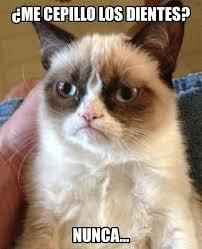 ¿ME CEPILLO LOS DIENTES?
NUNCA...